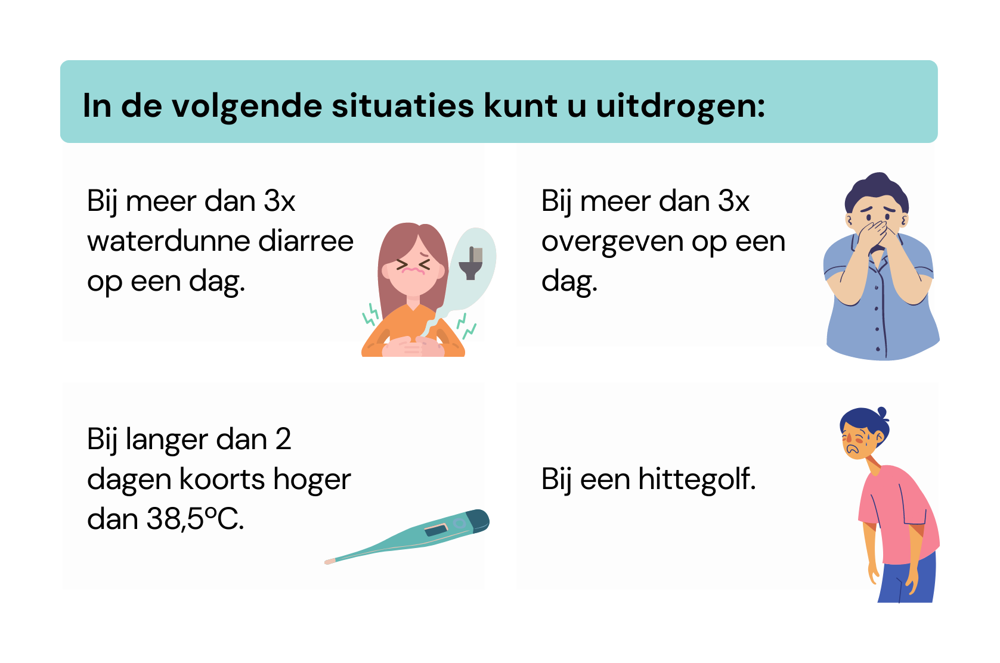 In de volgende situaties kunt u uitdrogen:
Bij meer dan 3x
waterdunne diarree
op een dag.
Bij meer dan 3x
overgeven op een
dag.
Bij langer dan 2
dagen koorts hoger
dan 38,5°C.
Bij een hittegolf.